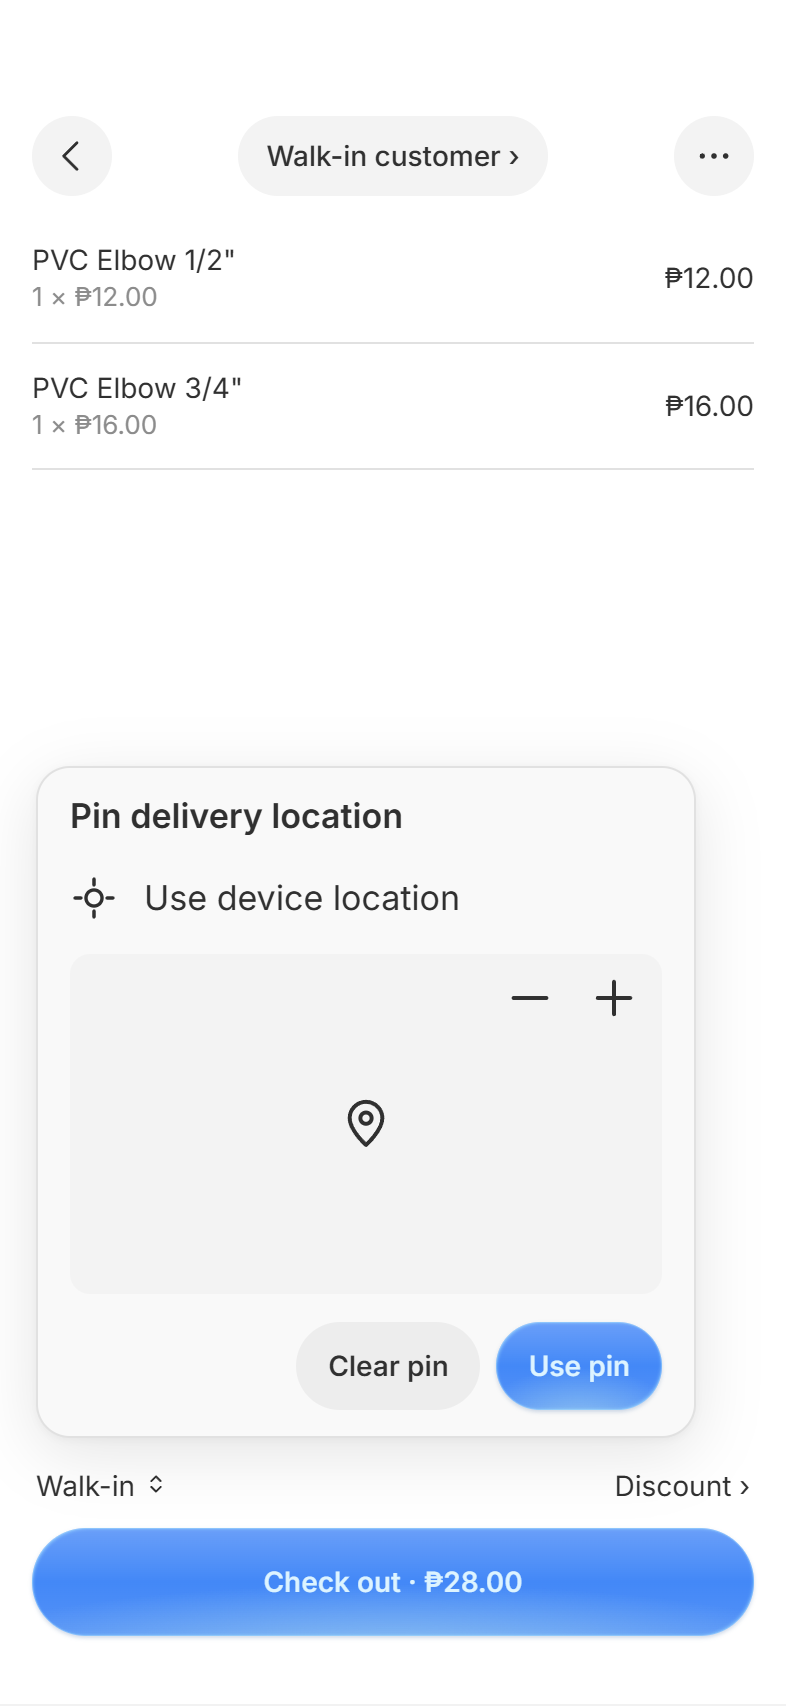 Walk-in customer ›
PVC Elbow 1/2"
1 × ₱12.00
₱12.00
PVC Elbow 3/4"
1 × ₱16.00
₱16.00
Pin delivery location
Use device location
Clear pin
Use pin
Walk-in
Discount ›
Check out · ₱28.00